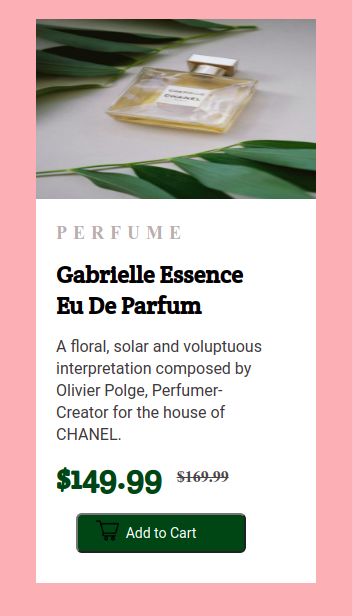 GABRIELLE
CHANEL
PERFUME
Gabrielle Essence
Eu De Parfum
A floral, solar and voluptuous
interpretation composed by
Olivier Polge, Perfumer-
Creator for the house of
CHANEL.
$149.99 $169.99
Add to Cart